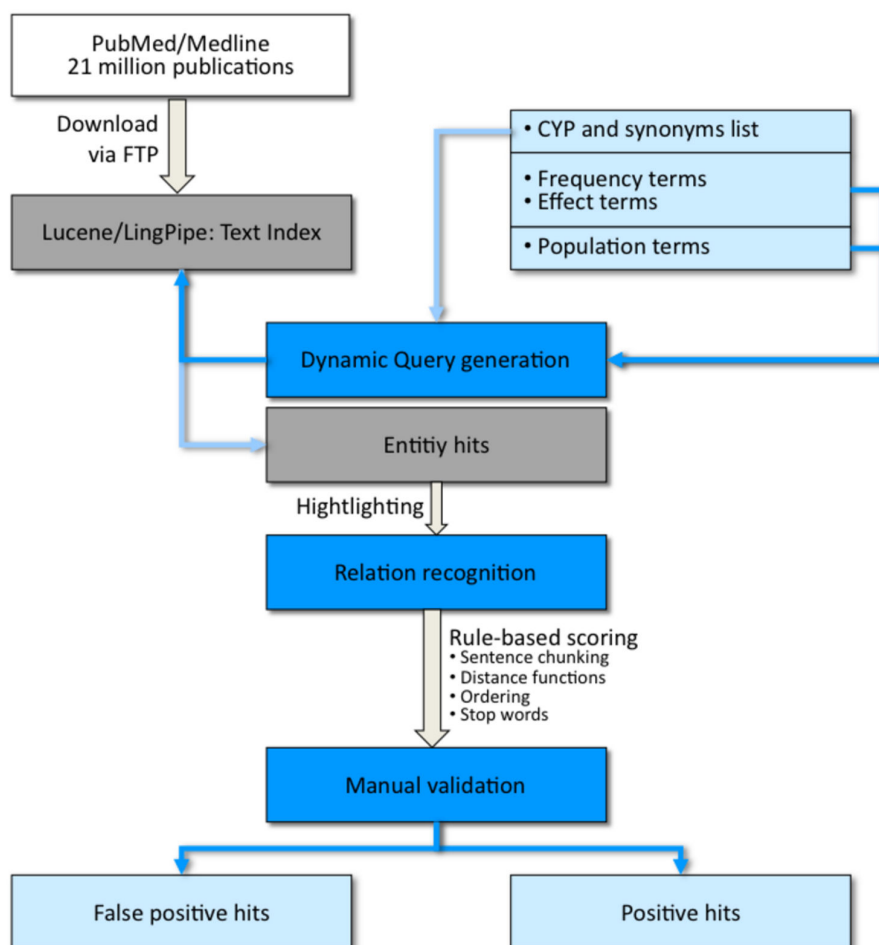 PubMed/Medline
21 million publications
Download
via FTP
Lucene/LingPipe: Text Index
• CYP and synonyms list
• Frequency terms
• Effect terms
• Population terms
Dynamic Query generation
Entitiy hits
Hightlighting
Relation recognition
Rule-based scoring
• Sentence chunking
• Distance functions
• Ordering
• Stop words
Manual validation
False positive hits
Positive hits